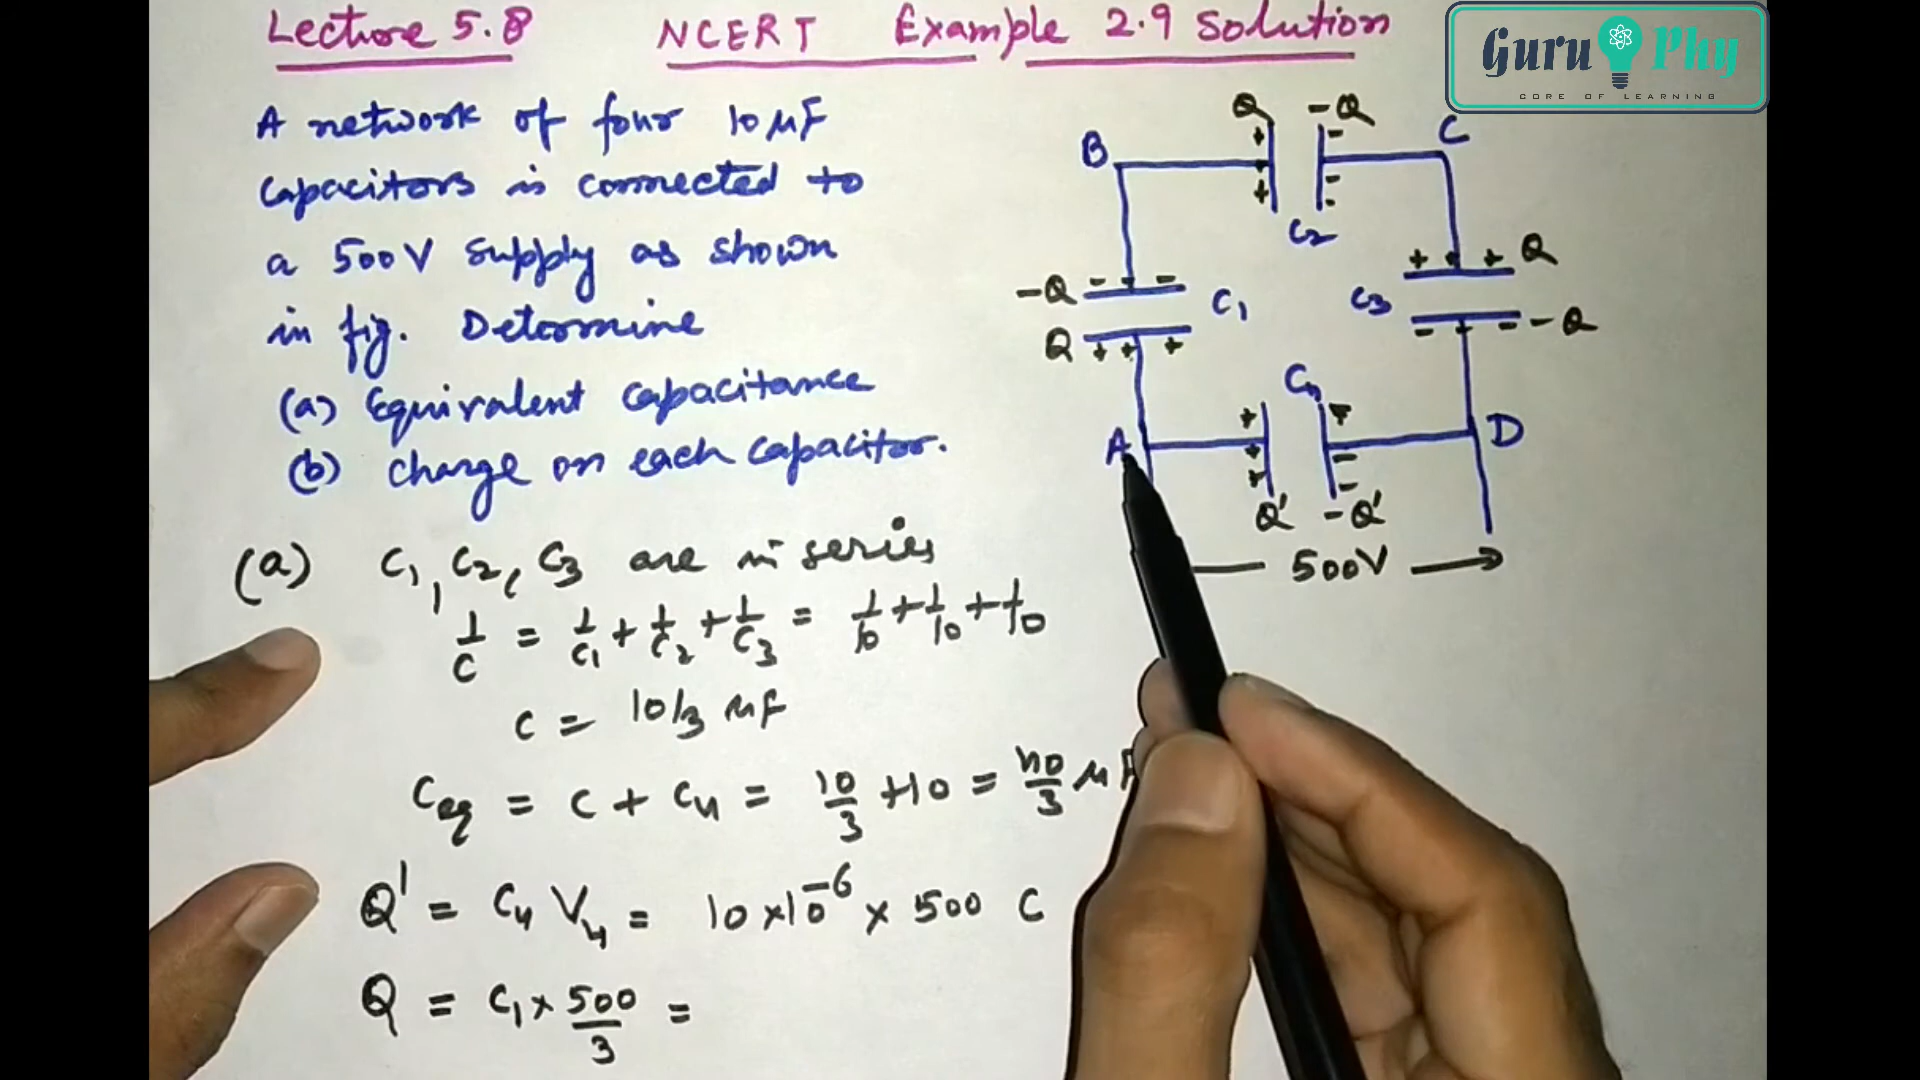 Lecture 5.8 NCERT Example 2.9 Solution
Guru Phy
CORE OF LEARNING
A network of four 10 μF
capacitors is connected to
a 500V supply as shown
in fig. Determine
(a) Equivalent capacitance
(b) Charge on each capacitor.
Q -Q
B + - C
+ -
+ -
C2
-Q - - - C1
Q + + +
+ + + Q
C3
- - - -Q
C4
A + - D
+ -
+ -
Q' -Q'
500V
(a) C1, C2, C3 are in series
1/C = 1/C1 + 1/C2 + 1/C3 = 1/10 + 1/10 + 1/10
C = 10/3 μF
Ceq = C + C4 = 10/3 + 10 = 40/3 μF
Q' = C4 V4 = 10 × 10^-6 × 500 C
Q = C1 × 500/3 =